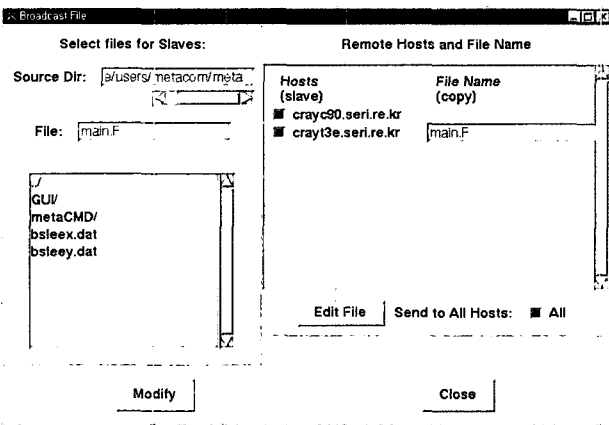 Broadcast File
Select files for Slaves:
Source Dir: e/users/metacom/meta
File: main.F
../
GUI/
metaCMD/
bsleex.dat
bsleey.dat
Modify
Remote Hosts and File Name
Hosts File Name
(slave) (copy)
crayc90.seri.re.kr
crayt3e.seri.re.kr main.F
Edit File Send to All Hosts: All
Close